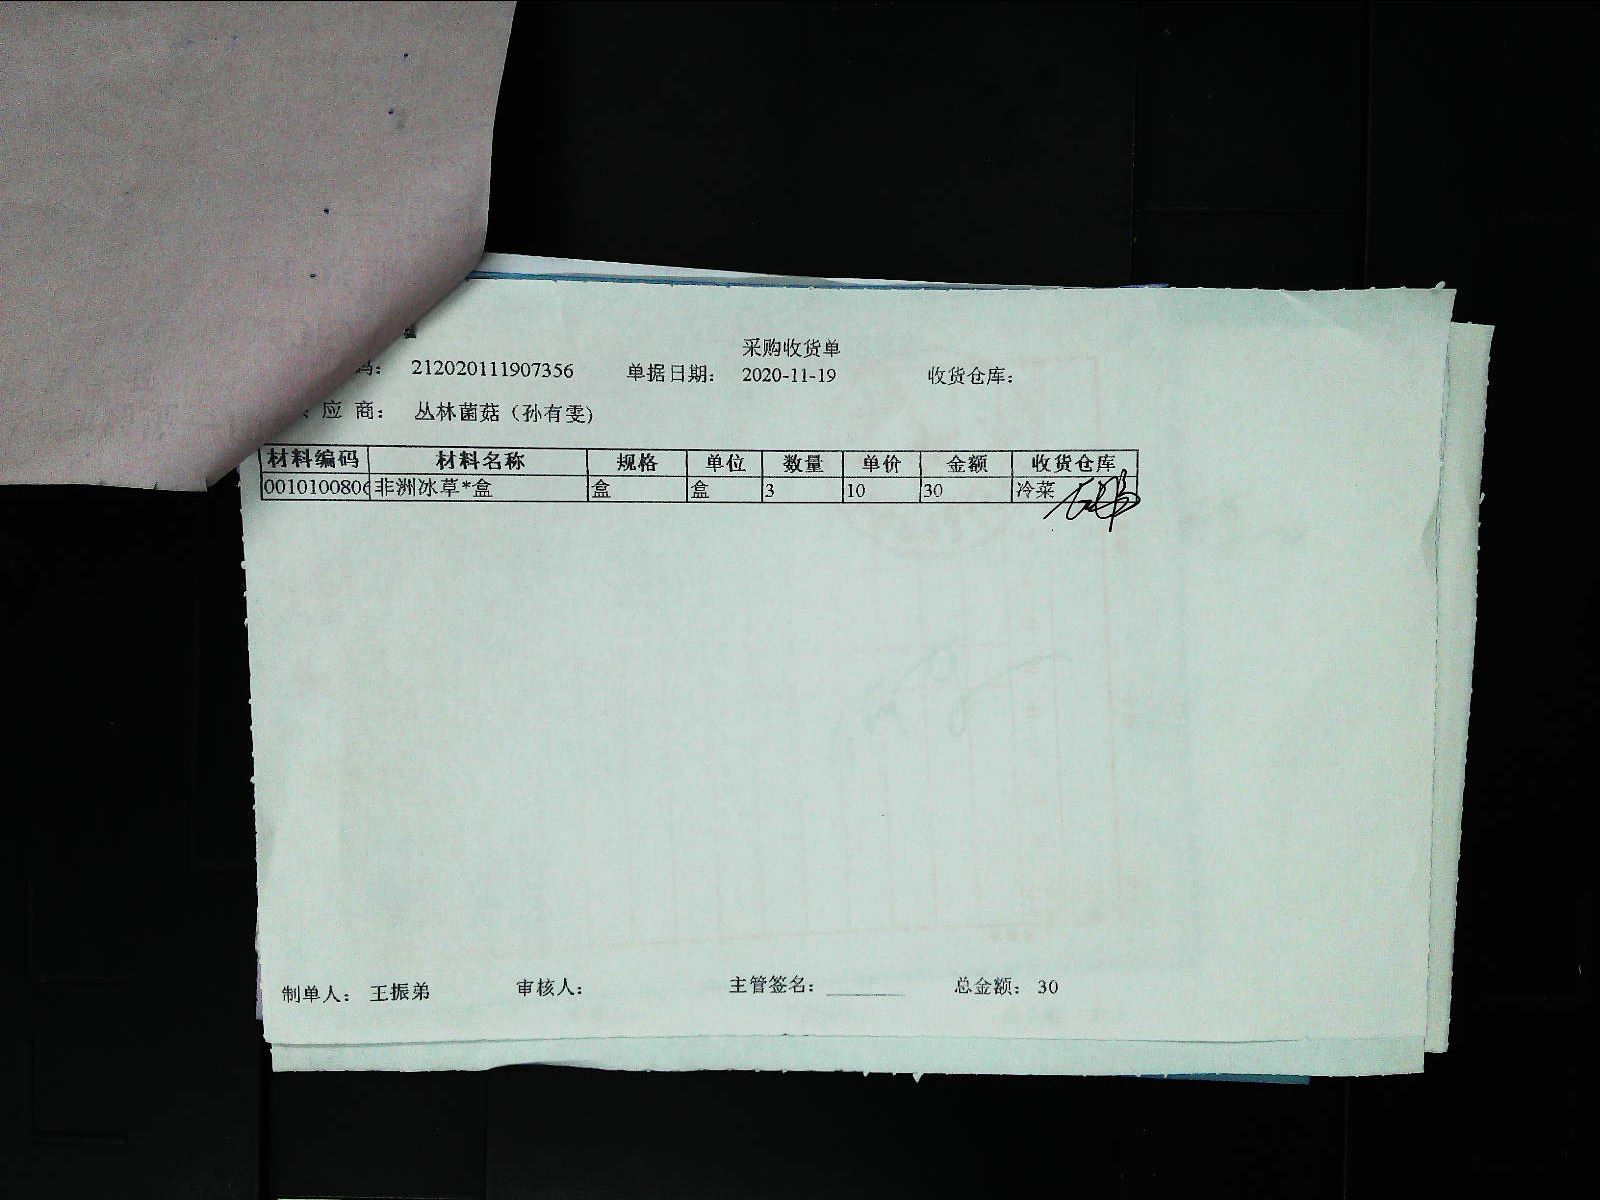 采购收货单
码： 212020111907356 单据日期： 2020-11-19 收货仓库：
应 商： 丛林菌菇（孙有雯)
材料编码 材料名称 规格 单位 数量 单价 金额 收货仓库
0010100806 非洲冰草*盒 盒 盒 3 10 30 冷菜
制单人： 王振弟 审核人： 主管签名： 总金额： 30